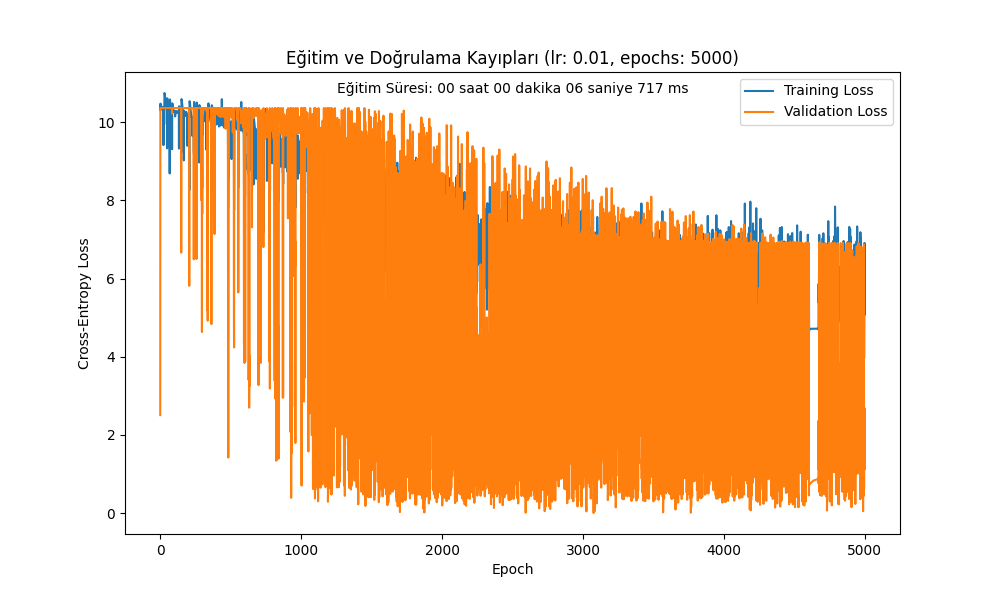 Eğitim ve Doğrulama Kayıpları (lr: 0.01, epochs: 5000)
Eğitim Süresi: 00 saat 00 dakika 06 saniye 717 ms
Training Loss
Validation Loss
Cross-Entropy Loss
10
8
6
4
2
0
0 1000 2000 3000 4000 5000
Epoch